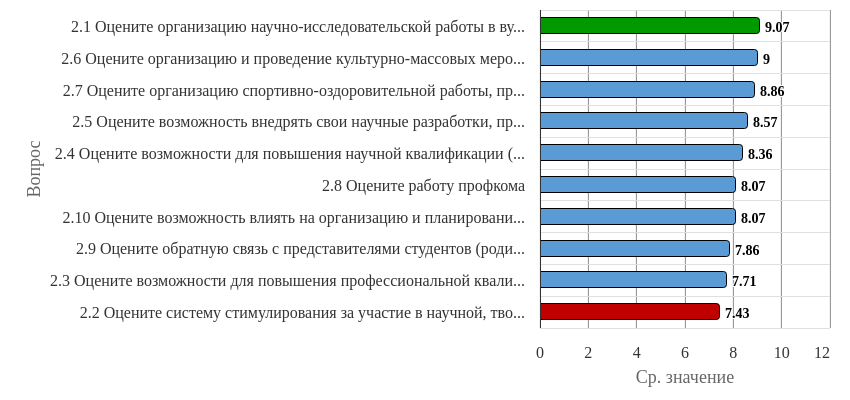 2.1 Оцените организацию научно-исследовательской работы в ву... 9.07
2.6 Оцените организацию и проведение культурно-массовых меро... 9
2.7 Оцените организацию спортивно-оздоровительной работы, пр... 8.86
2.5 Оцените возможность внедрять свои научные разработки, пр... 8.57
2.4 Оцените возможности для повышения научной квалификации (... 8.36
2.8 Оцените работу профкома 8.07
2.10 Оцените возможность влиять на организацию и планировани... 8.07
2.9 Оцените обратную связь с представителями студентов (роди... 7.86
2.3 Оцените возможности для повышения профессиональной квали... 7.71
2.2 Оцените систему стимулирования за участие в научной, тво... 7.43
Вопрос
0 2 4 6 8 10 12
Ср. значение